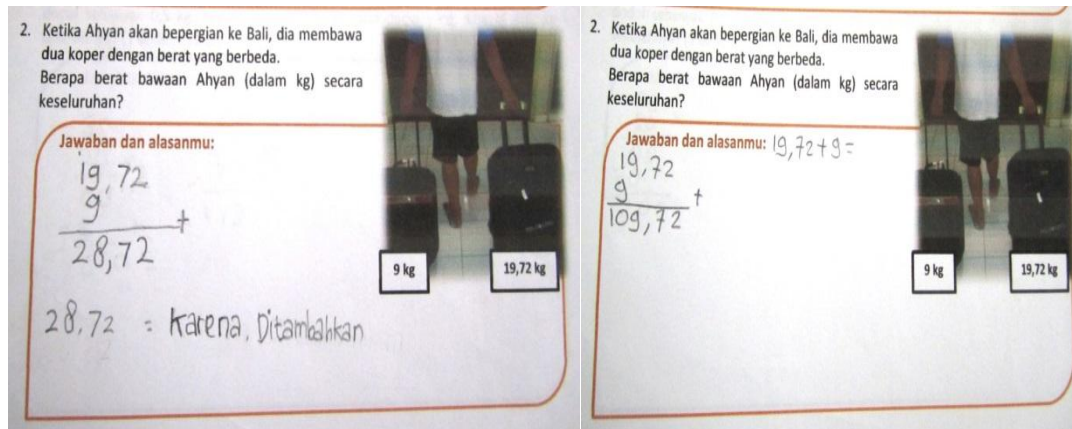 2. Ketika Ahyan akan bepergian ke Bali, dia membawa
dua koper dengan berat yang berbeda.
Berapa berat bawaan Ahyan (dalam kg) secara
keseluruhan?
Jawaban dan alasanmu:
19,72
9
+
28,72
28,72 = Karena, Ditambahkan
9 kg
19,72 kg
2. Ketika Ahyan akan bepergian ke Bali, dia membawa
dua koper dengan berat yang berbeda.
Berapa berat bawaan Ahyan (dalam kg) secara
keseluruhan?
Jawaban dan alasanmu: 19,72+9=
19,72
9
+
109,72
9 kg
19,72 kg